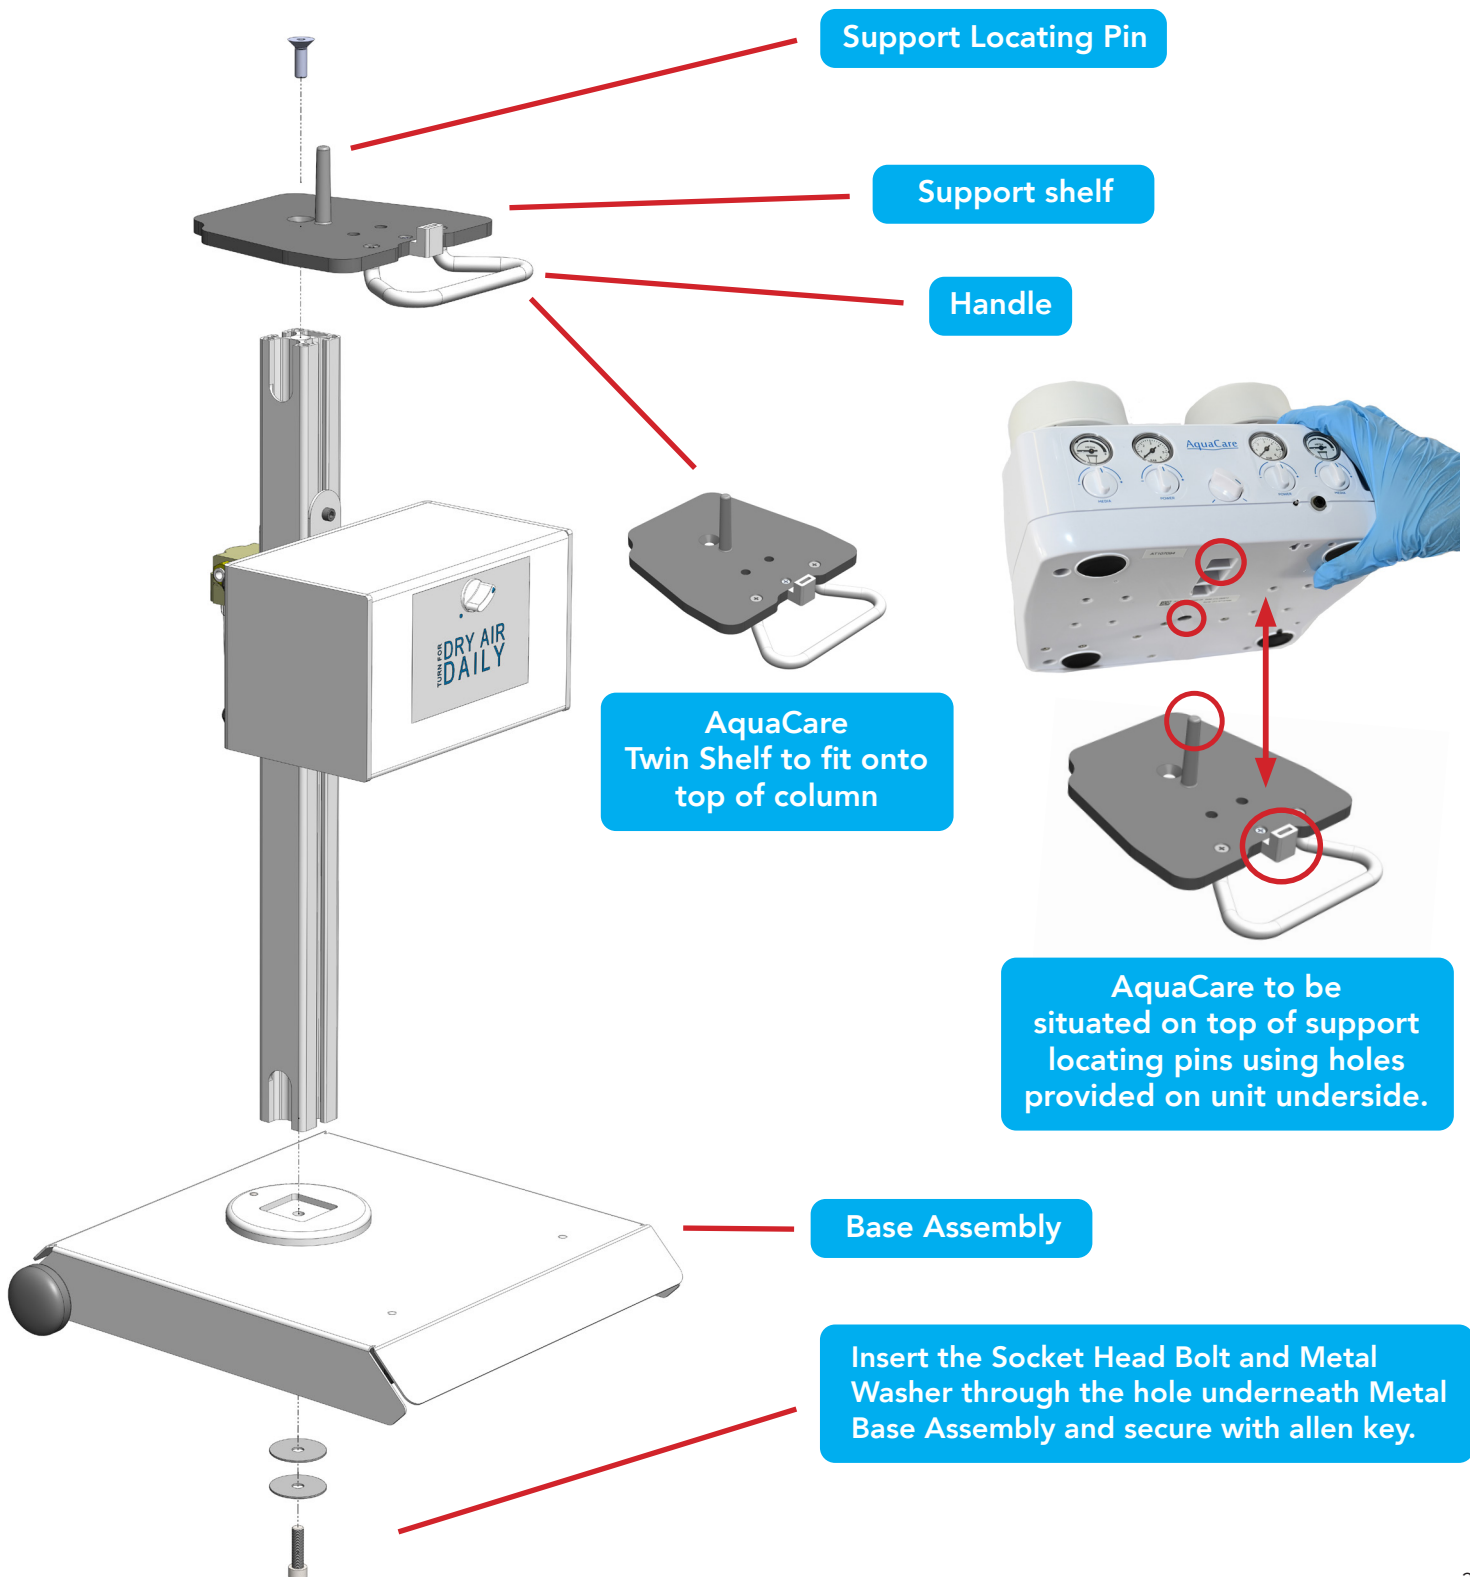 Support Locating Pin
Support shelf
Handle
AquaCare
TURN FOR
DRY AIR
DAILY
AquaCare
Twin Shelf to fit onto
top of column
AquaCare to be
situated on top of support
locating pins using holes
provided on unit underside.
Base Assembly
Insert the Socket Head Bolt and Metal
Washer through the hole underneath Metal
Base Assembly and secure with allen key.